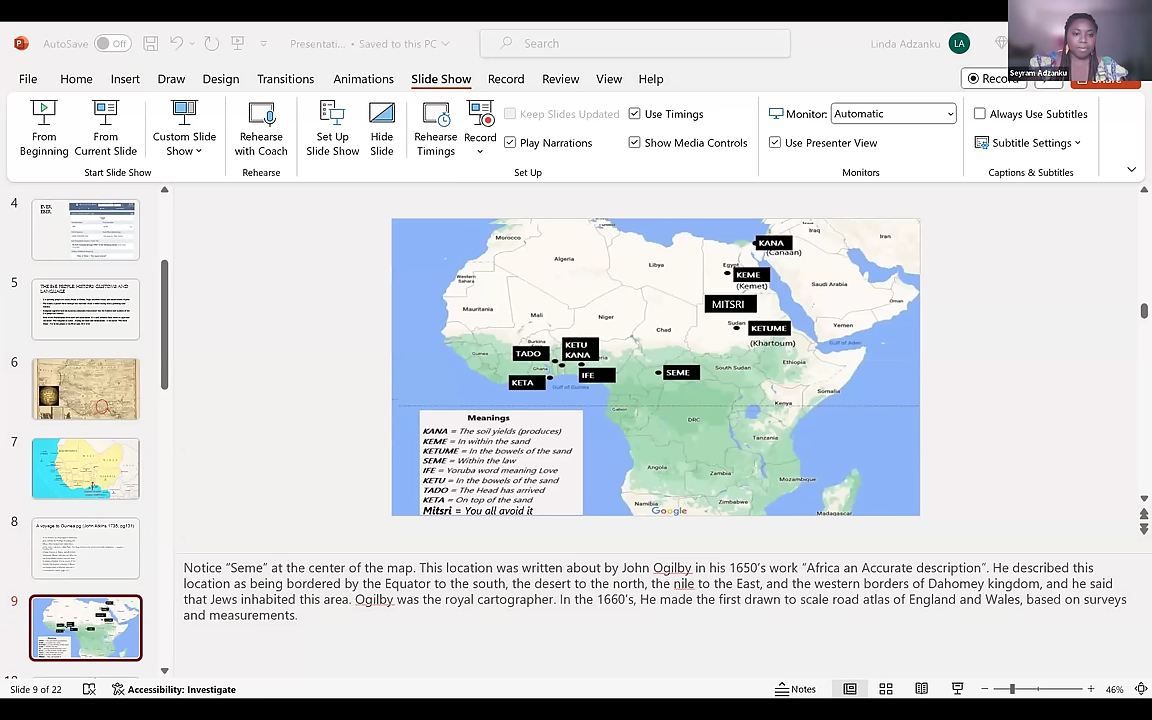 AutoSave Off Presentati... • Saved to this PC Search Linda Adzanku LA
Seyram Adzanku
File Home Insert Draw Design Transitions Animations Slide Show Record Review View Help Record
From Beginning
From Current Slide
Custom Slide Show
Rehearse with Coach
Set Up Slide Show
Hide Slide
Rehearse Timings
Record
Keep Slides Updated
Play Narrations
Use Timings
Show Media Controls
Monitor: Automatic
Use Presenter View
Always Use Subtitles
Subtitle Settings
Start Slide Show Rehearse Set Up Monitors Captions & Subtitles
4
5
THE EVE PEOPLE: HISTORY CUSTOMS AND LANGUAGE
6
7
8
A voyage to Guinea pg (John Atkins 1735, pg131)
9
Morocco
Algeria
Libya
Egypt
Iraq
Iran
Western Sahara
Saudi Arabia
Oman
Mauritania
Mali
Niger
Chad
Sudan
Yemen
Gulf of Aden
Guinea
Burkina
Ghana
Gulf of Guinea
South Sudan
Ethiopia
Somalia
Gabon
Kenya
DRC
Tanzania
Angola
Zambia
Mozambique
Namibia
Zimbabwe
Madagascar
Google
KANA
(Canaan)
KEME
(Kemet)
MITSRI
KETUME
(Khartoum)
TADO
KETU
KANA
IFE
KETA
SEME
Meanings
KANA = The soil yields (produces)
KEME = In within the sand
KETUME = In the bowels of the sand
SEME = Within the law
IFE = Yoruba word meaning Love
KETU = In the bowels of the sand
TADO = The Head has arrived
KETA = On top of the sand
Mitsri = You all avoid it
Notice “Seme” at the center of the map. This location was written about by John Ogilby in his 1650’s work “Africa an Accurate description”. He described this
location as being bordered by the Equator to the south, the desert to the north, the nile to the East, and the western borders of Dahomey kingdom, and he said
that Jews inhabited this area. Ogilby was the royal cartographer. In the 1660’s, He made the first drawn to scale road atlas of England and Wales, based on surveys
and measurements.
Slide 9 of 22 Accessibility: Investigate Notes 46%